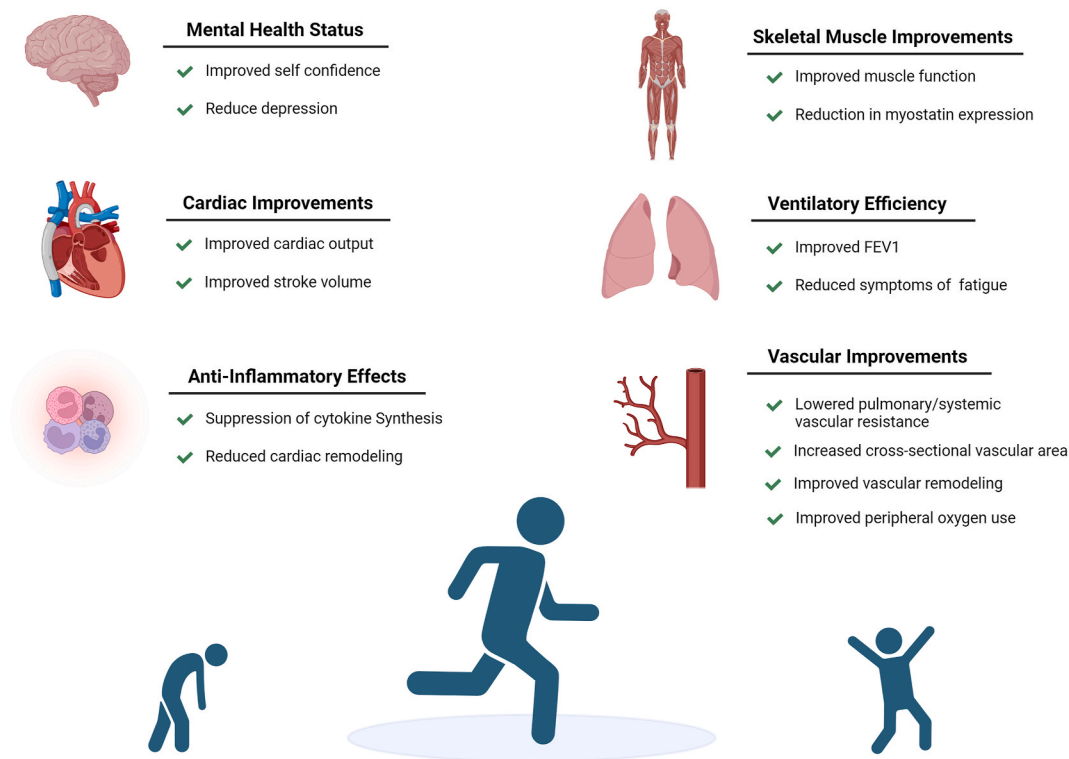 Mental Health Status
Improved self confidence
Reduce depression
Cardiac Improvements
Improved cardiac output
Improved stroke volume
Anti-Inflammatory Effects
Suppression of cytokine Synthesis
Reduced cardiac remodeling
Skeletal Muscle Improvements
Improved muscle function
Reduction in myostatin expression
Ventilatory Efficiency
Improved FEV1
Reduced symptoms of fatigue
Vascular Improvements
Lowered pulmonary/systemic
vascular resistance
Increased cross-sectional vascular area
Improved vascular remodeling
Improved peripheral oxygen use